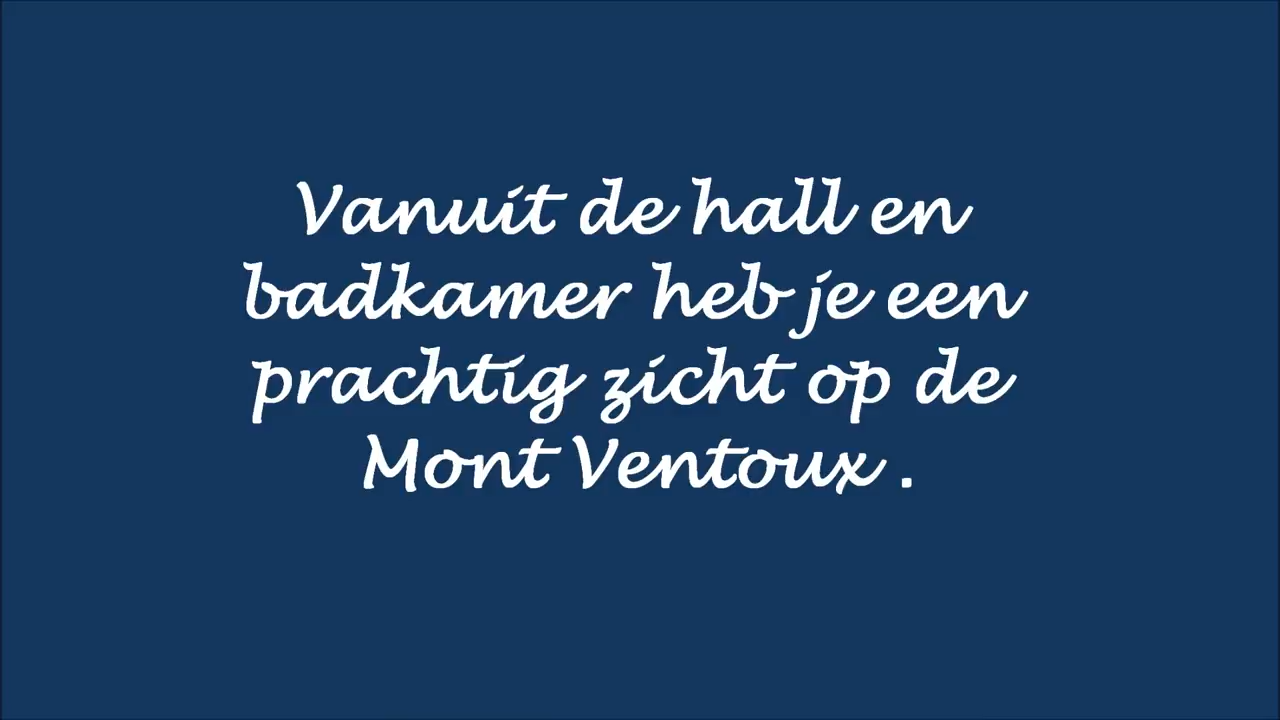 Vanuit de hall en
badkamer heb je een
prachtig zicht op de
Mont Ventoux .